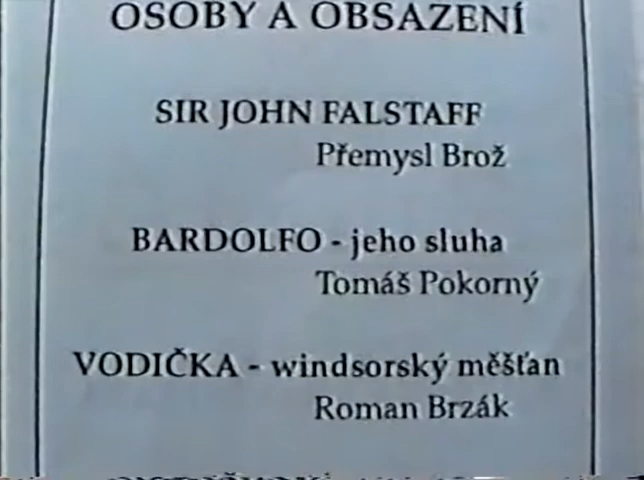 OSOBY A OBSAZENÍ
SIR JOHN FALSTAFF
Přemysl Brož
BARDOLFO - jeho sluha
Tomáš Pokorný
VODIČKA - windsorský měšťan
Roman Brzák